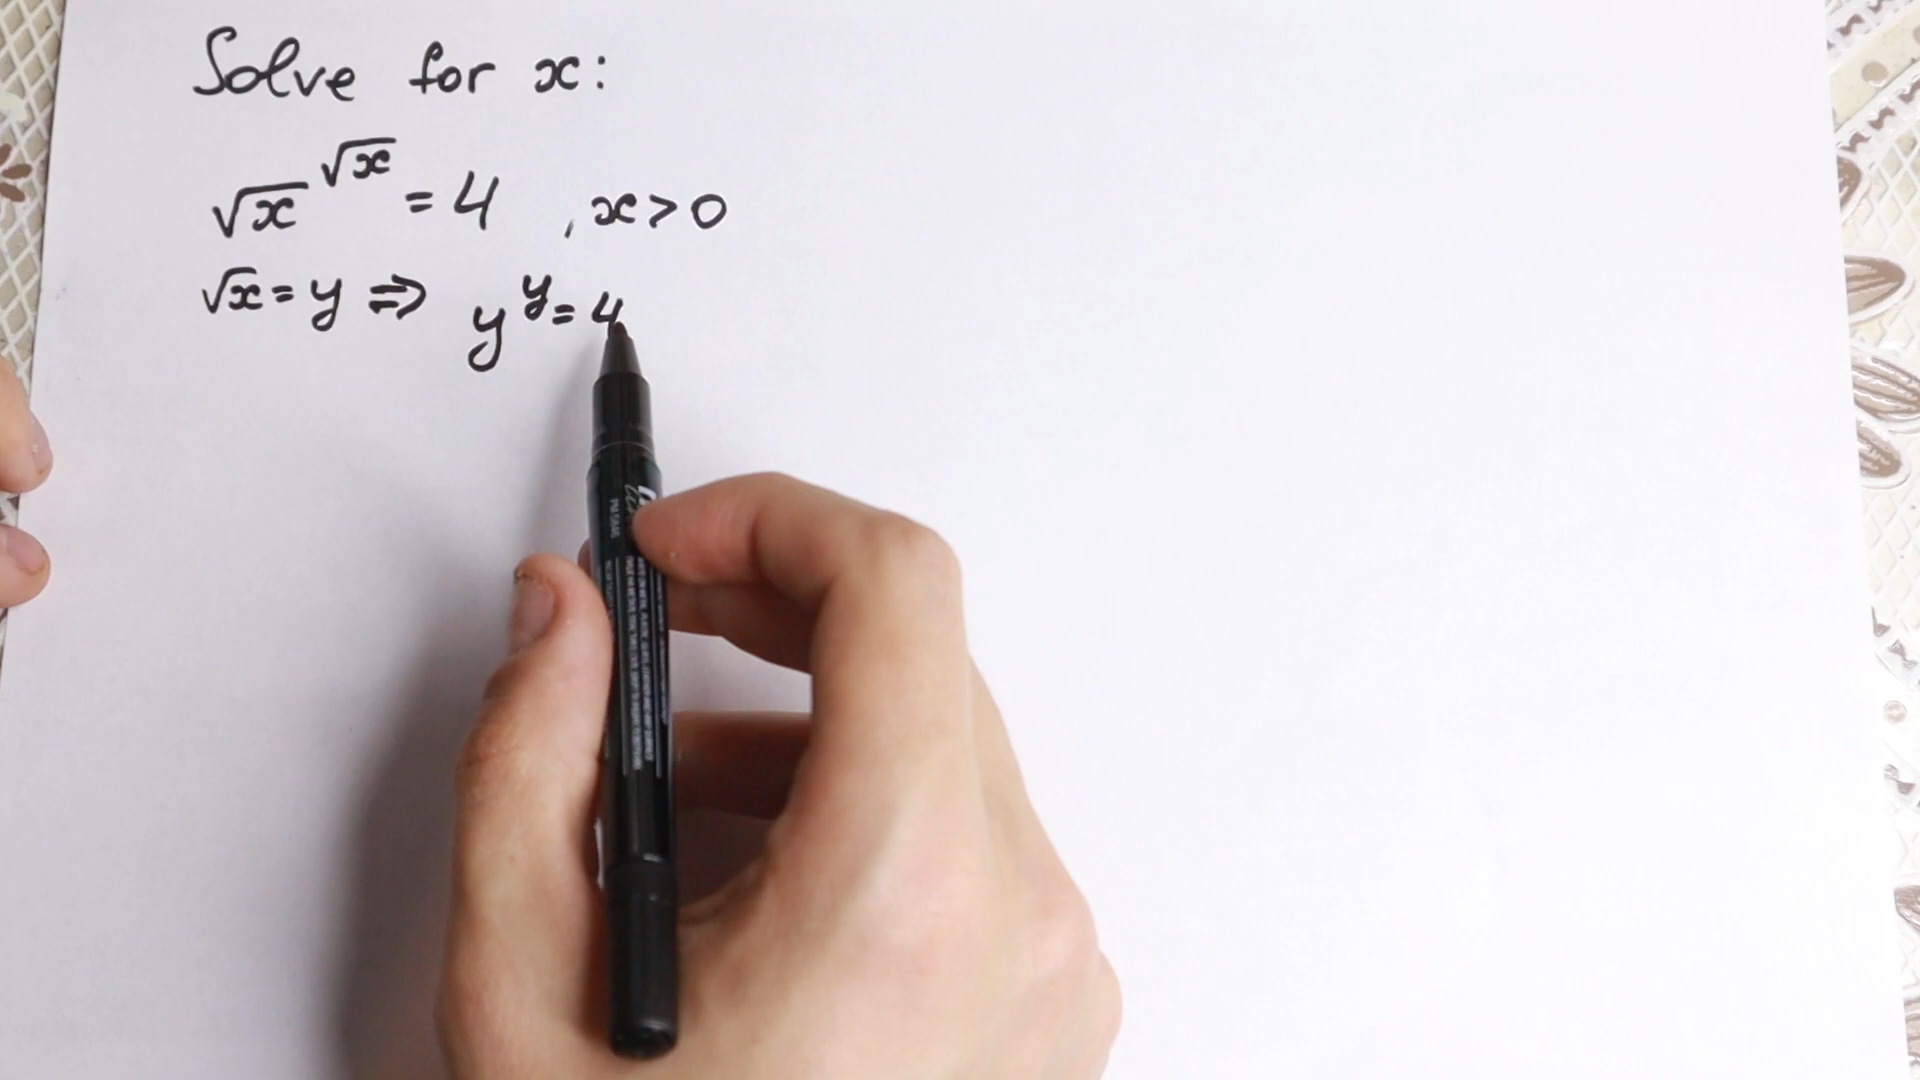 Solve for x:
√x^√x = 4 , x > 0
√x = y ⇒ y^y = 4